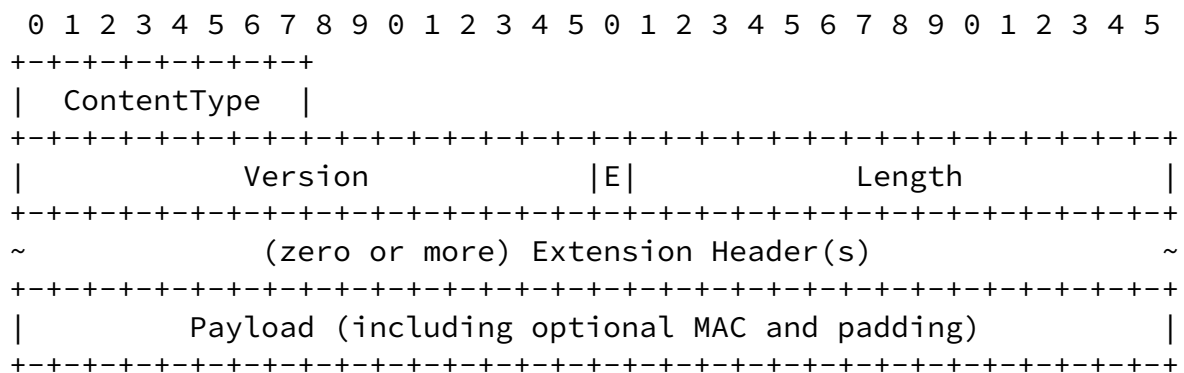 0 1 2 3 4 5 6 7 8 9 0 1 2 3 4 5 0 1 2 3 4 5 6 7 8 9 0 1 2 3 4 5
+-+-+-+-+-+-+-+-+
|  ContentType  |
+-+-+-+-+-+-+-+-+-+-+-+-+-+-+-+-+-+-+-+-+-+-+-+-+-+-+-+-+-+-+-+-+
|            Version            |E|            Length           |
+-+-+-+-+-+-+-+-+-+-+-+-+-+-+-+-+-+-+-+-+-+-+-+-+-+-+-+-+-+-+-+-+
~             (zero or more) Extension Header(s)                ~
+-+-+-+-+-+-+-+-+-+-+-+-+-+-+-+-+-+-+-+-+-+-+-+-+-+-+-+-+-+-+-+-+
|         Payload (including optional MAC and padding)          |
+-+-+-+-+-+-+-+-+-+-+-+-+-+-+-+-+-+-+-+-+-+-+-+-+-+-+-+-+-+-+-+-+